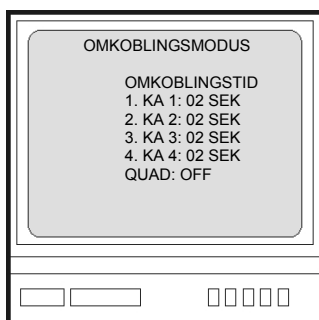 OMKOBLINGSMODUS
OMKOBLINGSTID
1. KA 1: 02 SEK
2. KA 2: 02 SEK
3. KA 3: 02 SEK
4. KA 4: 02 SEK
QUAD: OFF